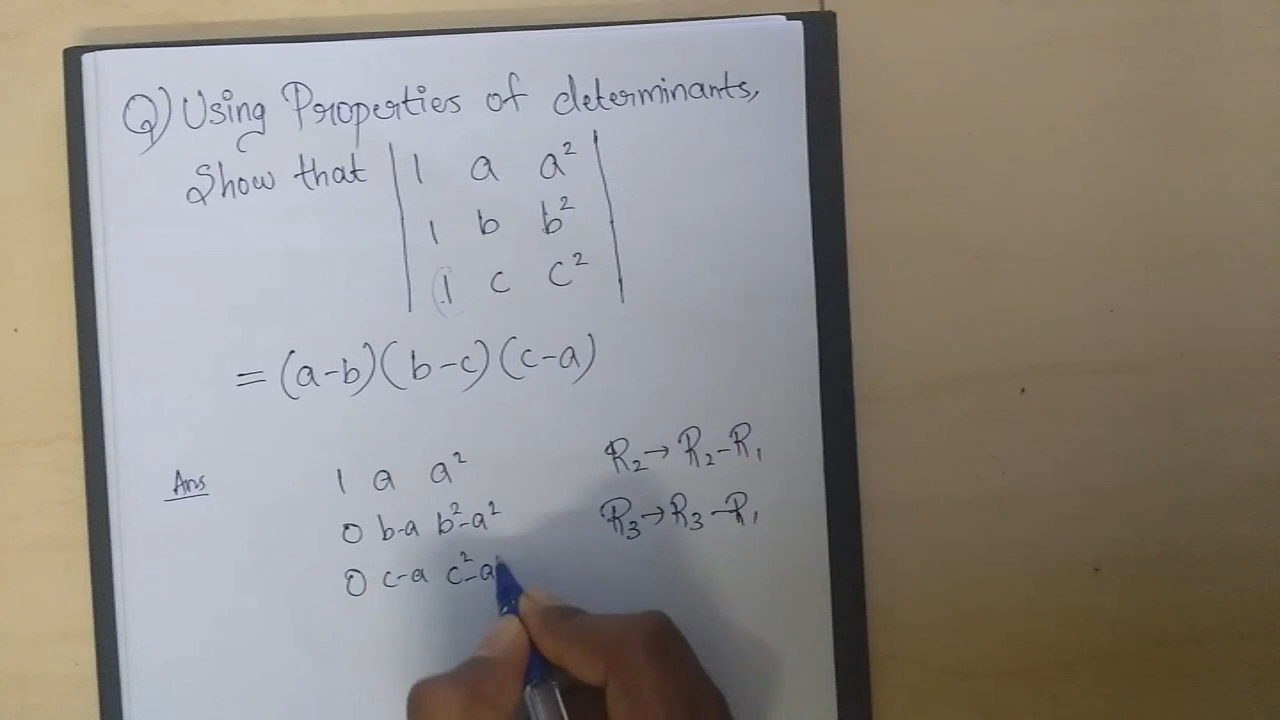 Q) Using Properties of determinants,
Show that | 1 a a² |
| 1 b b² |
| 1 c c² |
= (a-b)(b-c)(c-a)
Ans 1 a a² R₂→R₂-R₁
0 b-a b²-a² R₃→R₃-R₁
0 c-a c²-a